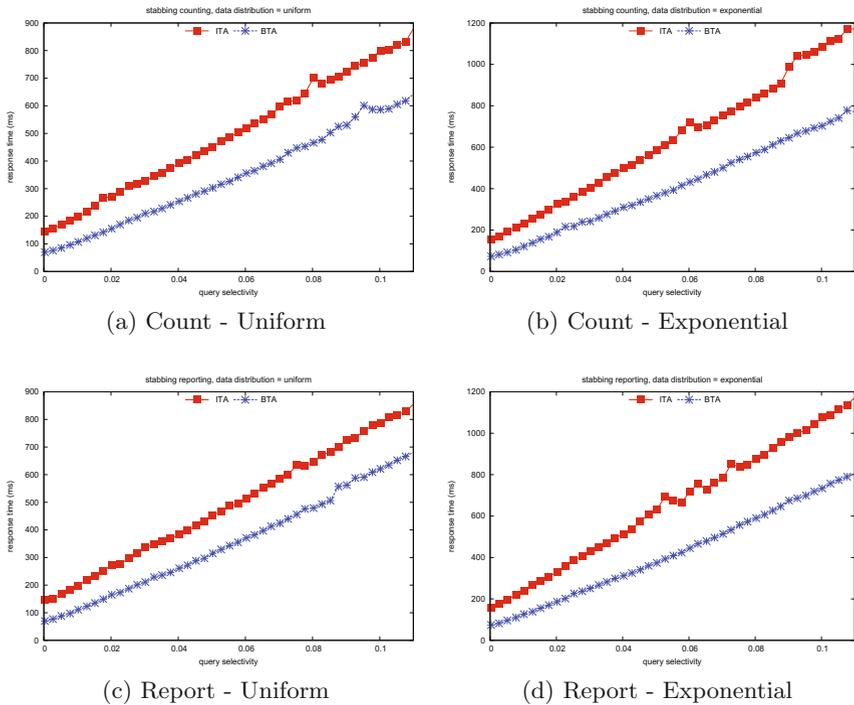 stabbing counting, data distribution = uniform
ITA BTA
response time (ms)
900
800
700
600
500
400
300
200
100
0
0 0.02 0.04 0.06 0.08 0.1
query selectivity
(a) Count - Uniform
stabbing counting, data distribution = exponential
ITA BTA
response time (ms)
1200
1000
800
600
400
200
0
0 0.02 0.04 0.06 0.08 0.1
query selectivity
(b) Count - Exponential
stabbing reporting, data distribution = uniform
ITA BTA
response time (ms)
900
800
700
600
500
400
300
200
100
0
0 0.02 0.04 0.06 0.08 0.1
query selectivity
(c) Report - Uniform
stabbing reporting, data distribution = exponential
ITA BTA
response time (ms)
1200
1000
800
600
400
200
0
0 0.02 0.04 0.06 0.08 0.1
query selectivity
(d) Report - Exponential